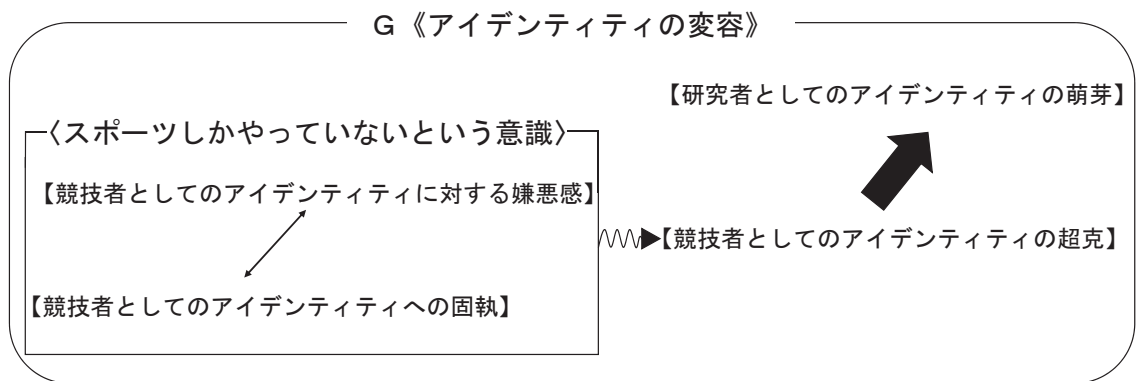 G《アイデンティティの変容》
【研究者としてのアイデンティティの萌芽】
〈スポーツしかやっていないという意識〉
【競技者としてのアイデンティティに対する嫌悪感】
【競技者としてのアイデンティティの超克】
【競技者としてのアイデンティティへの固執】